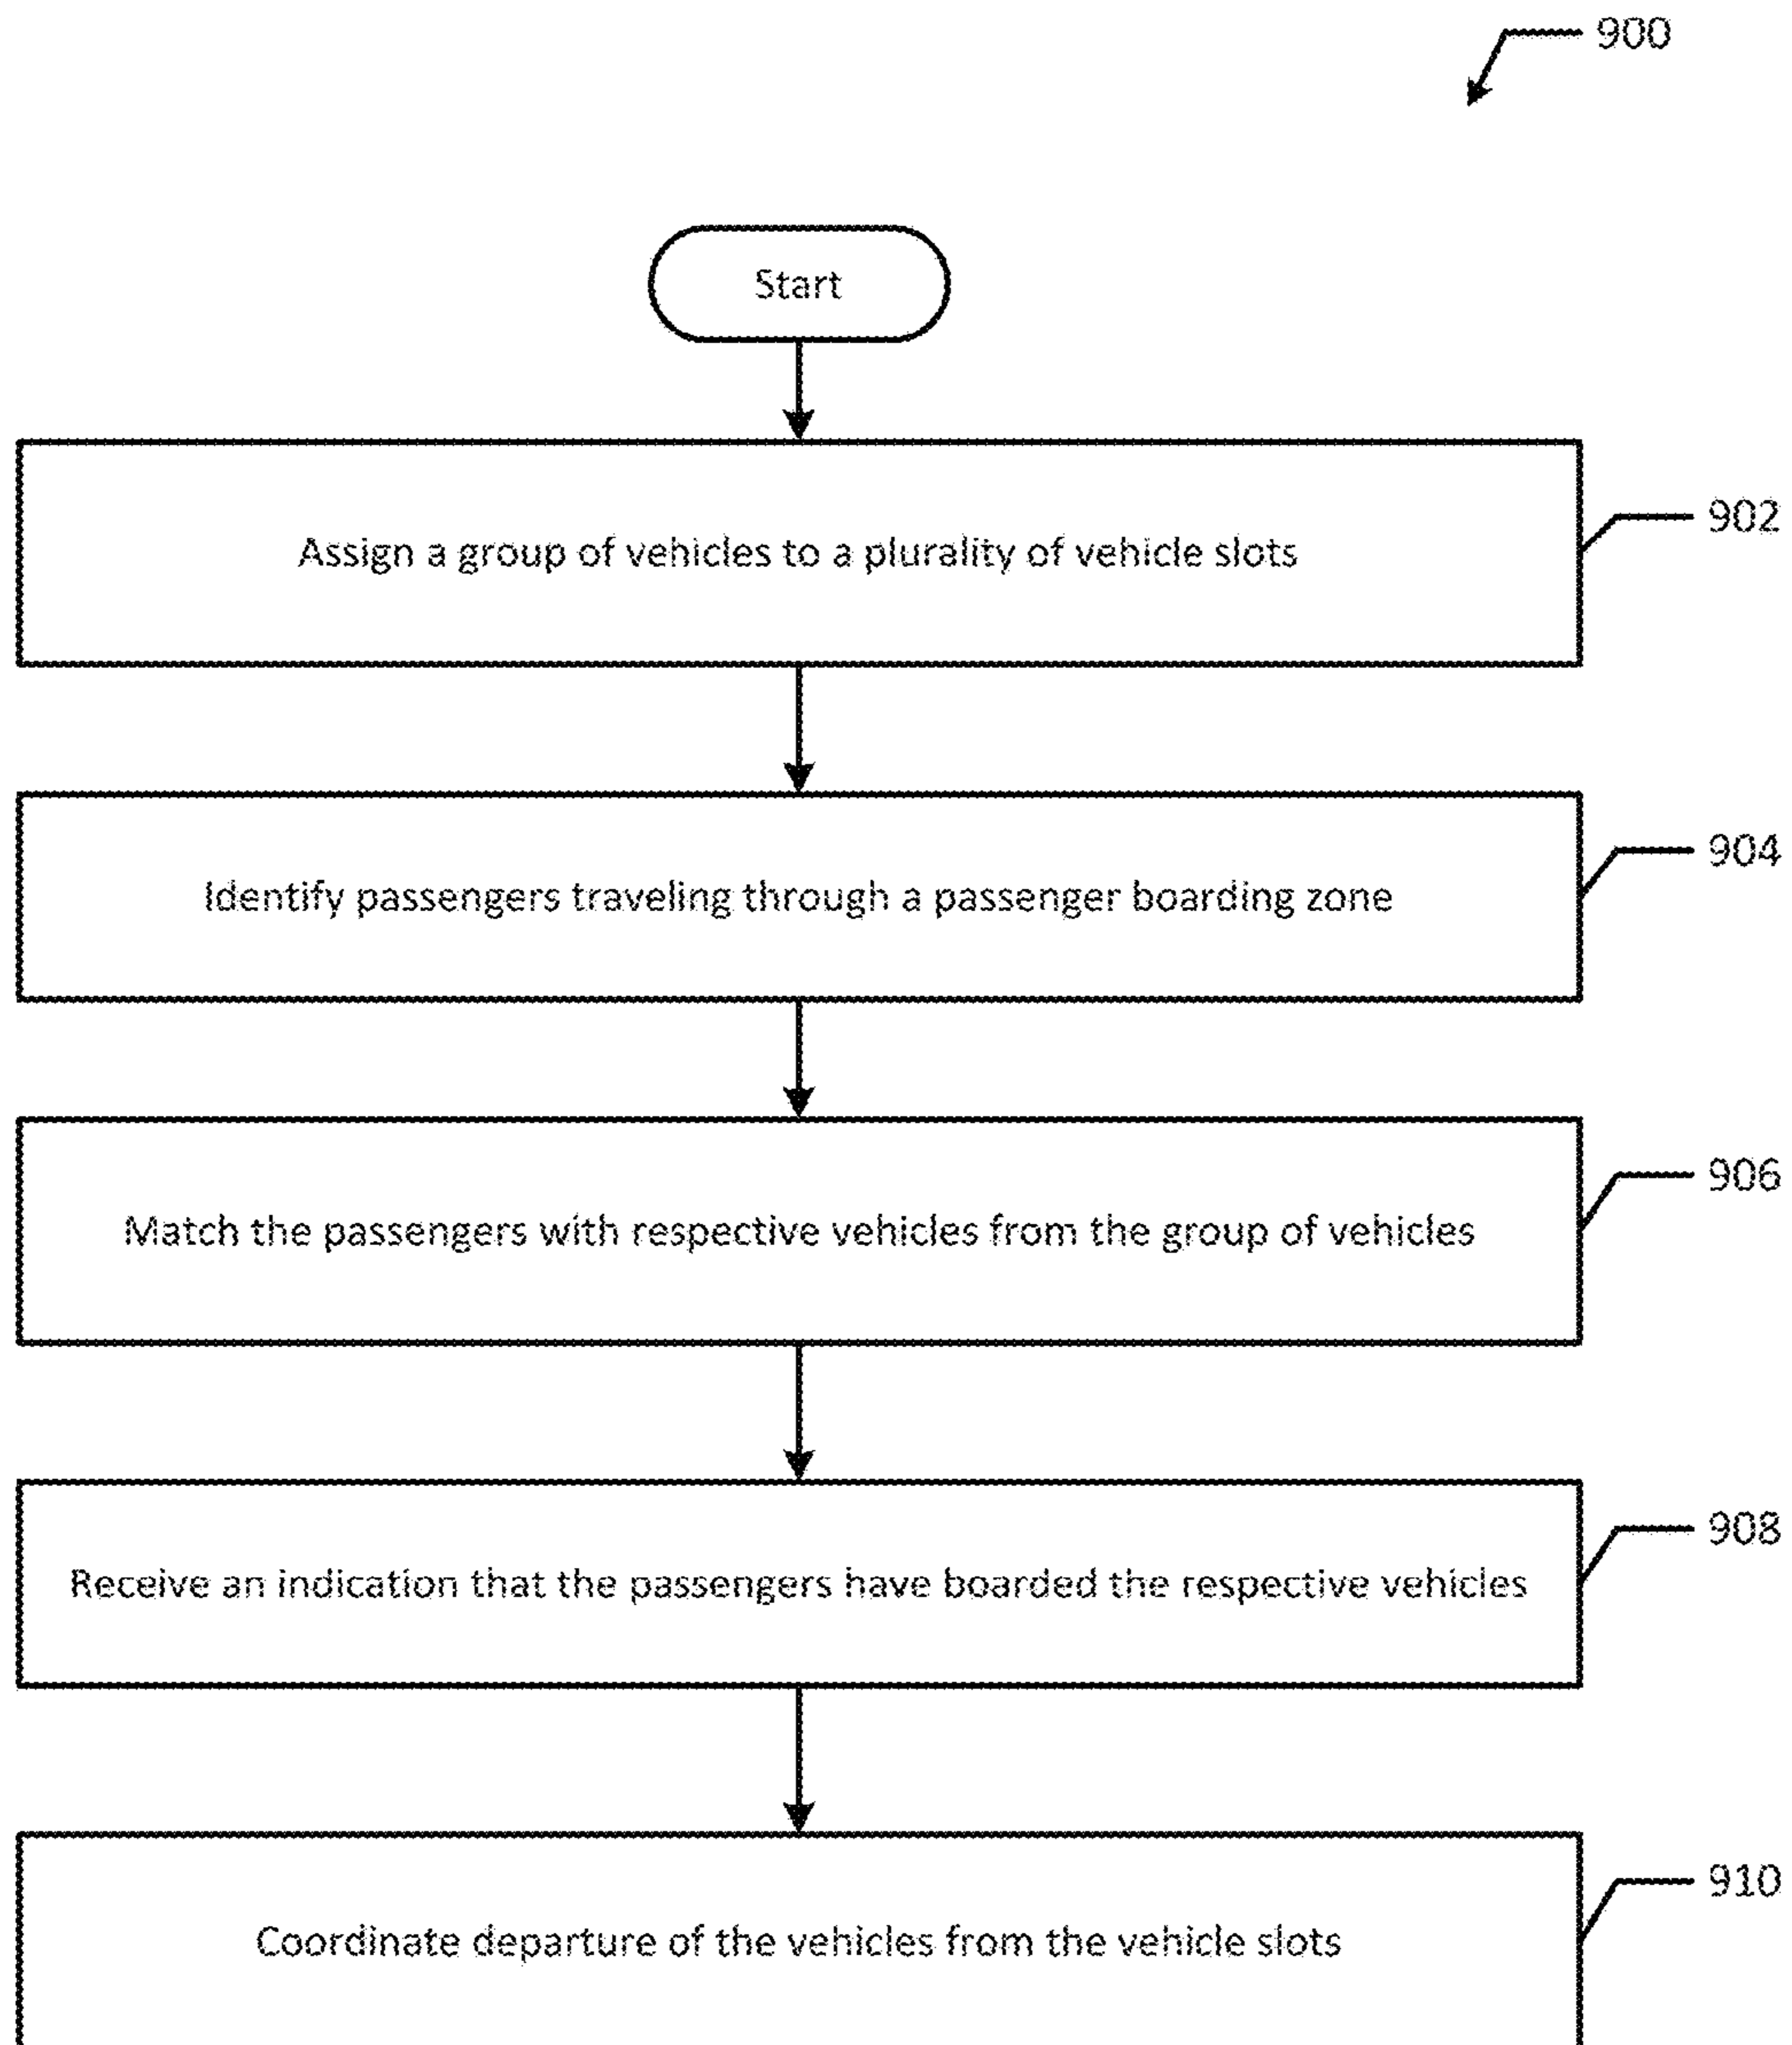 900
Start
Assign a group of vehicles to a plurality of vehicle slots
902
Identify passengers traveling through a passenger boarding zone
904
Match the passengers with respective vehicles from the group of vehicles
906
Receive an indication that the passengers have boarded the respective vehicles
908
Coordinate departure of the vehicles from the vehicle slots
910